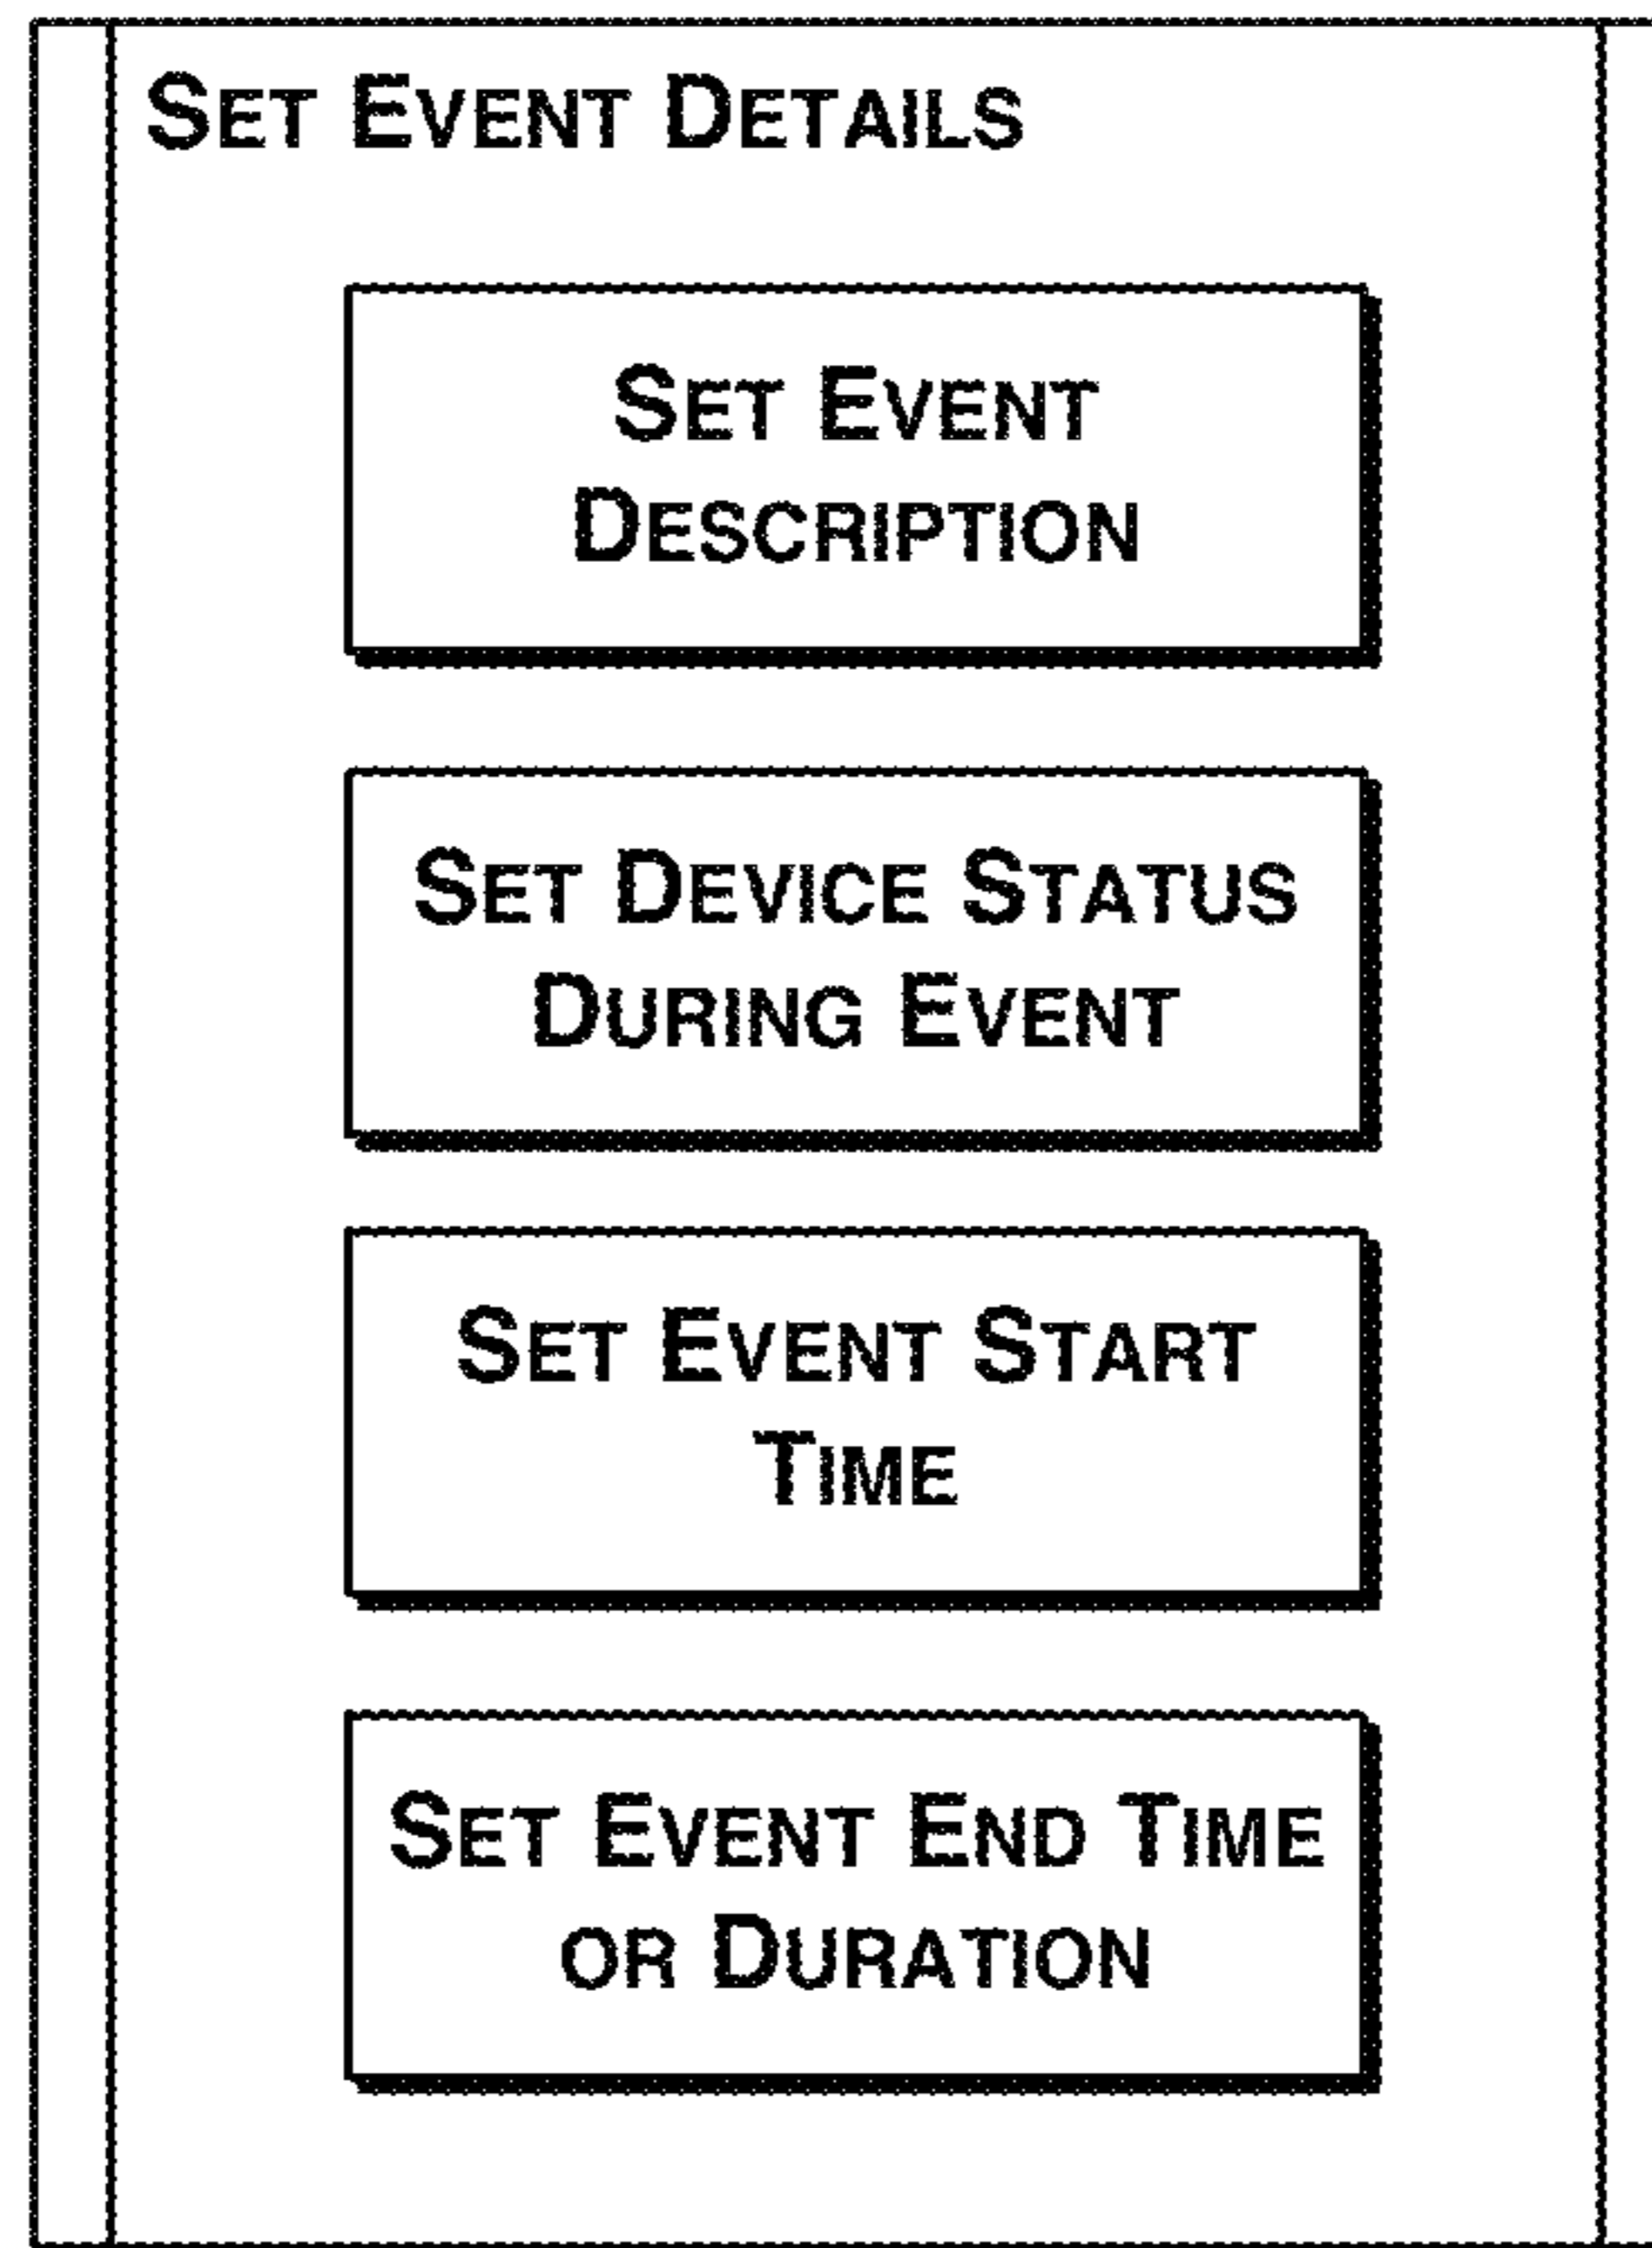 SET EVENT DETAILS
SET EVENT
DESCRIPTION
SET DEVICE STATUS
DURING EVENT
SET EVENT START
TIME
SET EVENT END TIME
OR DURATION